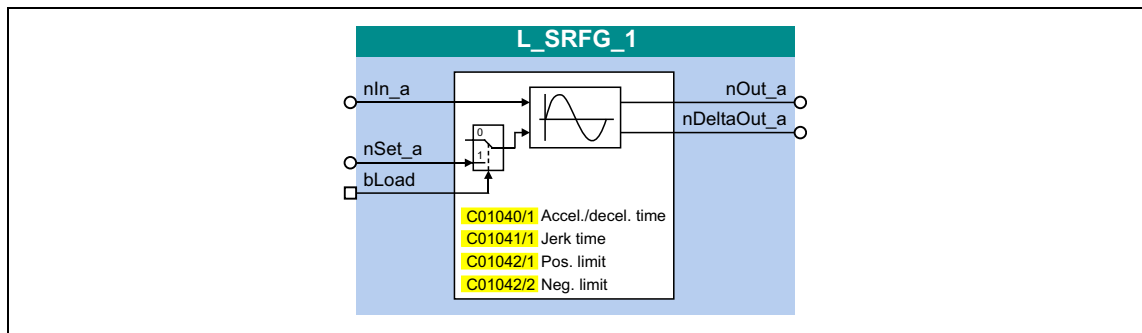 L_SRFG_1
nIn_a
nOut_a
nDeltaOut_a
0
nSet_a
1
bLoad
C01040/1 Accel./decel. time
C01041/1 Jerk time
C01042/1 Pos. limit
C01042/2 Neg. limit